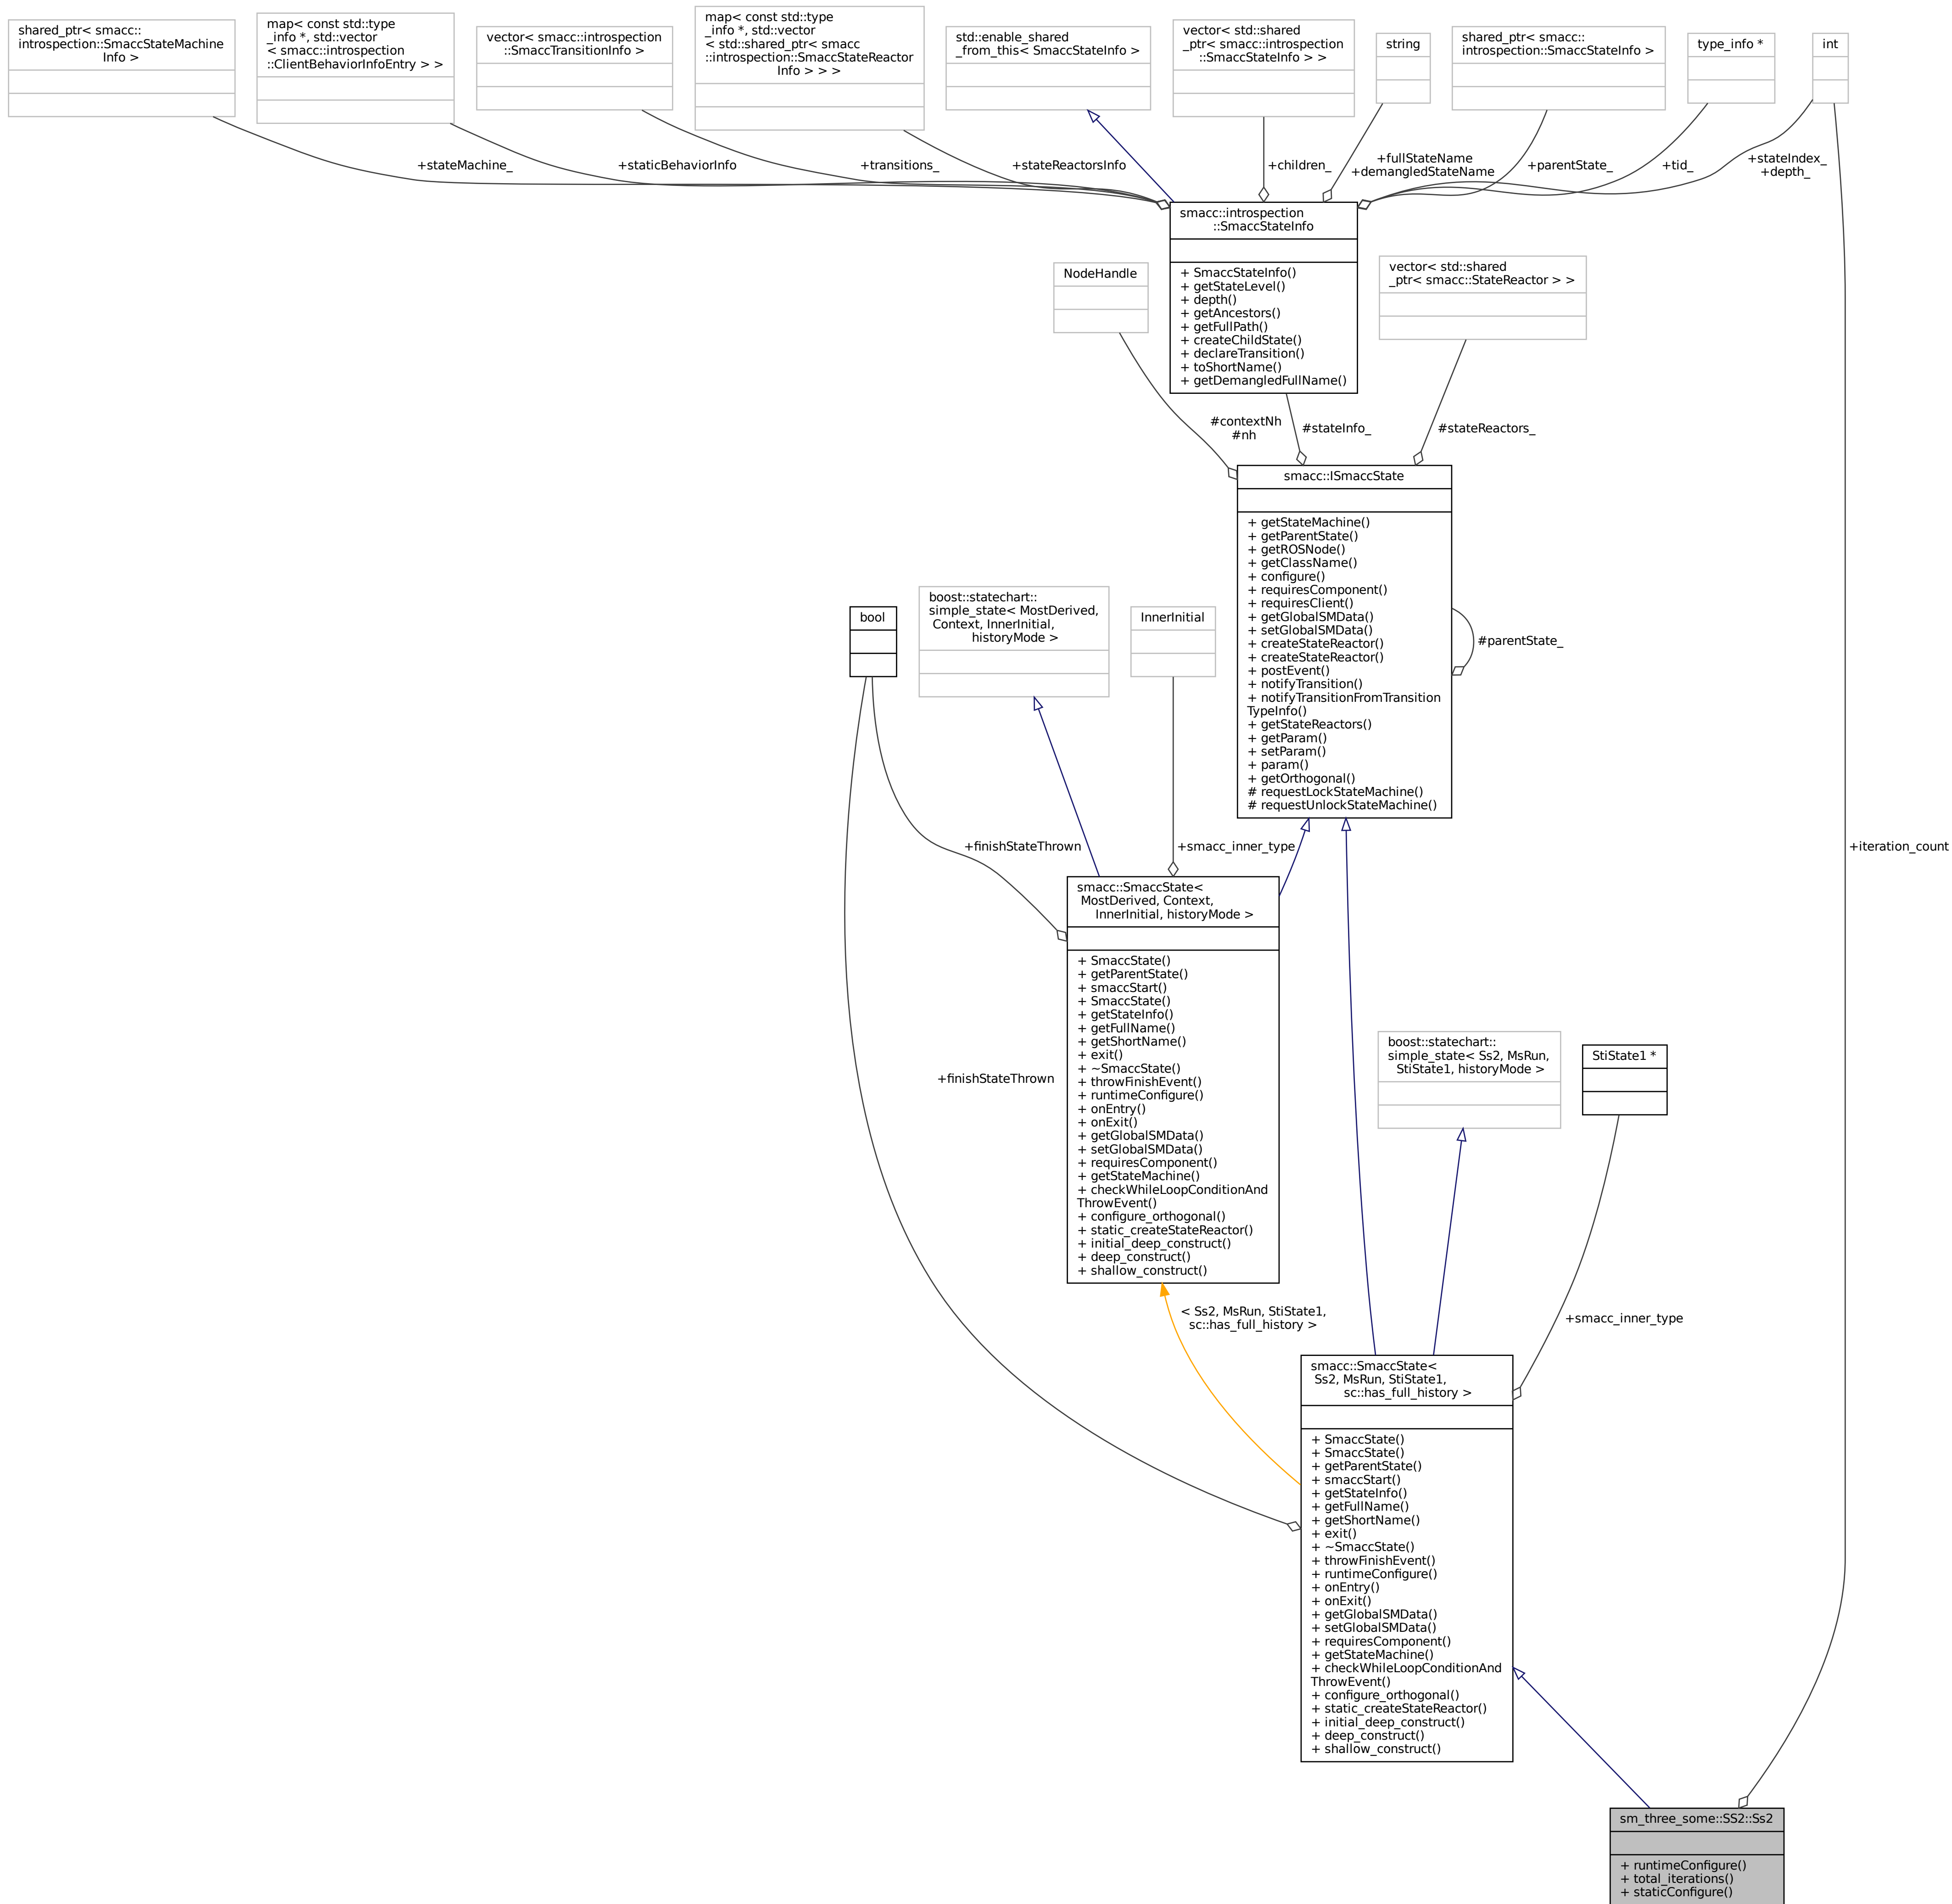 shared_ptr< smacc::
introspection::SmaccStateMachine
Info >
map< const std::type
_info *, std::vector
< smacc::introspection
::ClientBehaviorInfoEntry > >
vector< smacc::introspection
::SmaccTransitionInfo >
map< const std::type
_info *, std::vector
< std::shared_ptr< smacc
::introspection::SmaccStateReactor
Info > > >
std::enable_shared
_from_this< SmaccStateInfo >
vector< std::shared
_ptr< smacc::introspection
::SmaccStateInfo > >
string
shared_ptr< smacc::
introspection::SmaccStateInfo >
type_info *
int
+stateMachine_
+staticBehaviorInfo
+transitions_
+stateReactorsInfo
+children_
+fullStateName
+demangledStateName
+parentState_
+tid_
+stateIndex_
+depth_
smacc::introspection
::SmaccStateInfo
+ SmaccStateInfo()
+ getStateLevel()
+ depth()
+ getAncestors()
+ getFullPath()
+ createChildState()
+ declareTransition()
+ toShortName()
+ getDemangledFullName()
NodeHandle
vector< std::shared
_ptr< smacc::StateReactor > >
#contextNh
#nh
#stateInfo_
#stateReactors_
smacc::ISmaccState
+ getStateMachine()
+ getParentState()
+ getROSNode()
+ getClassName()
+ configure()
+ requiresComponent()
+ requiresClient()
+ getGlobalSMData()
+ setGlobalSMData()
+ createStateReactor()
+ createStateReactor()
+ postEvent()
+ notifyTransition()
+ notifyTransitionFromTransition
TypeInfo()
+ getStateReactors()
+ getParam()
+ setParam()
+ param()
+ getOrthogonal()
# requestLockStateMachine()
# requestUnlockStateMachine()
#parentState_
bool
boost::statechart::
simple_state< MostDerived,
Context, InnerInitial,
historyMode >
InnerInitial
+finishStateThrown
+smacc_inner_type
+iteration_count
smacc::SmaccState<
MostDerived, Context,
InnerInitial, historyMode >
+ SmaccState()
+ getParentState()
+ smaccStart()
+ SmaccState()
+ getStateInfo()
+ getFullName()
+ getShortName()
+ exit()
+ ~SmaccState()
+ throwFinishEvent()
+ runtimeConfigure()
+ onEntry()
+ onExit()
+ getGlobalSMData()
+ setGlobalSMData()
+ requiresComponent()
+ getStateMachine()
+ checkWhileLoopConditionAnd
ThrowEvent()
+ configure_orthogonal()
+ static_createStateReactor()
+ initial_deep_construct()
+ deep_construct()
+ shallow_construct()
+finishStateThrown
boost::statechart::
simple_state< Ss2, MsRun,
StiState1, historyMode >
StiState1 *
< Ss2, MsRun, StiState1,
sc::has_full_history >
+smacc_inner_type
smacc::SmaccState<
Ss2, MsRun, StiState1,
sc::has_full_history >
+ SmaccState()
+ SmaccState()
+ getParentState()
+ smaccStart()
+ getStateInfo()
+ getFullName()
+ getShortName()
+ exit()
+ ~SmaccState()
+ throwFinishEvent()
+ runtimeConfigure()
+ onEntry()
+ onExit()
+ getGlobalSMData()
+ setGlobalSMData()
+ requiresComponent()
+ getStateMachine()
+ checkWhileLoopConditionAnd
ThrowEvent()
+ configure_orthogonal()
+ static_createStateReactor()
+ initial_deep_construct()
+ deep_construct()
+ shallow_construct()
sm_three_some::SS2::Ss2
+ runtimeConfigure()
+ total_iterations()
+ staticConfigure()